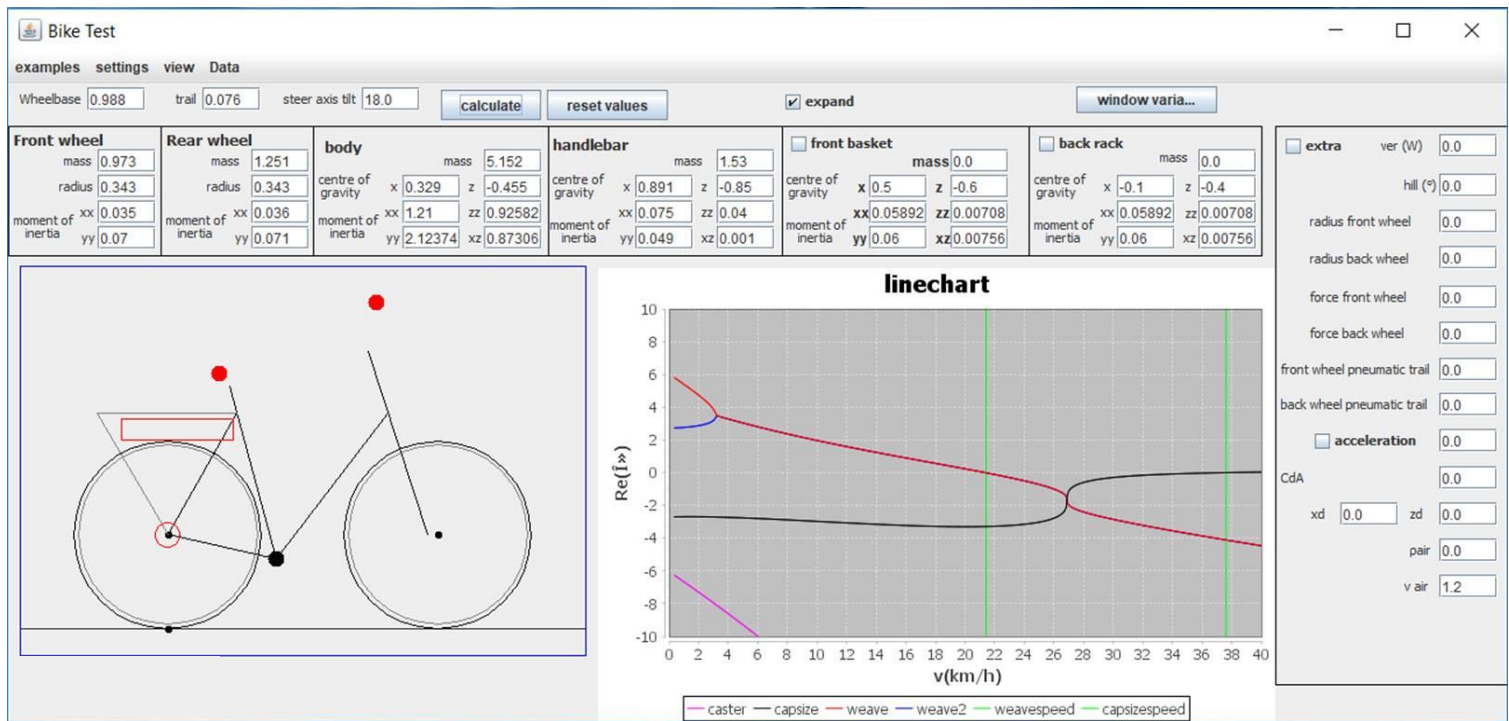 Bike Test
examples settings view Data
Wheelbase 0.988 trail 0.076 steer axis tilt 18.0 calculate reset values expand window varia...
Front wheel
mass 0.973
radius 0.343
moment of inertia xx 0.035
yy 0.07
Rear wheel
mass 1.251
radius 0.343
moment of inertia xx 0.036
yy 0.071
body
mass 5.152
centre of gravity x 0.329 z -0.455
moment of inertia xx 1.21 zz 0.92582
yy 2.12374 xz 0.87306
handlebar
mass 1.53
centre of gravity x 0.891 z -0.85
moment of inertia xx 0.075 zz 0.04
yy 0.049 xz 0.001
front basket
mass 0.0
centre of gravity x 0.5 z -0.6
moment of inertia xx 0.05892 zz 0.00708
yy 0.06 xz 0.00756
back rack
mass 0.0
centre of gravity x -0.1 z -0.4
moment of inertia xx 0.05892 zz 0.00708
yy 0.06 xz 0.00756
extra ver (W) 0.0
hill (º) 0.0
radius front wheel 0.0
radius back wheel 0.0
force front wheel 0.0
force back wheel 0.0
front wheel pneumatic trail 0.0
back wheel pneumatic trail 0.0
acceleration 0.0
CdA 0.0
xd 0.0 zd 0.0
ρair 0.0
v air 1.2
linechart
Re(Î»)
10
8
6
4
2
0
-2
-4
-6
-8
-10
0 2 4 6 8 10 12 14 16 18 20 22 24 26 28 30 32 34 36 38 40
v(km/h)
caster capsize weave weave2 weavespeed capsizespeed